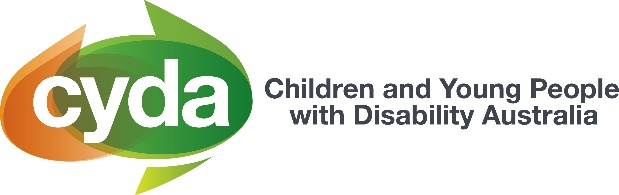 cyda
Children and Young People
with Disability Australia